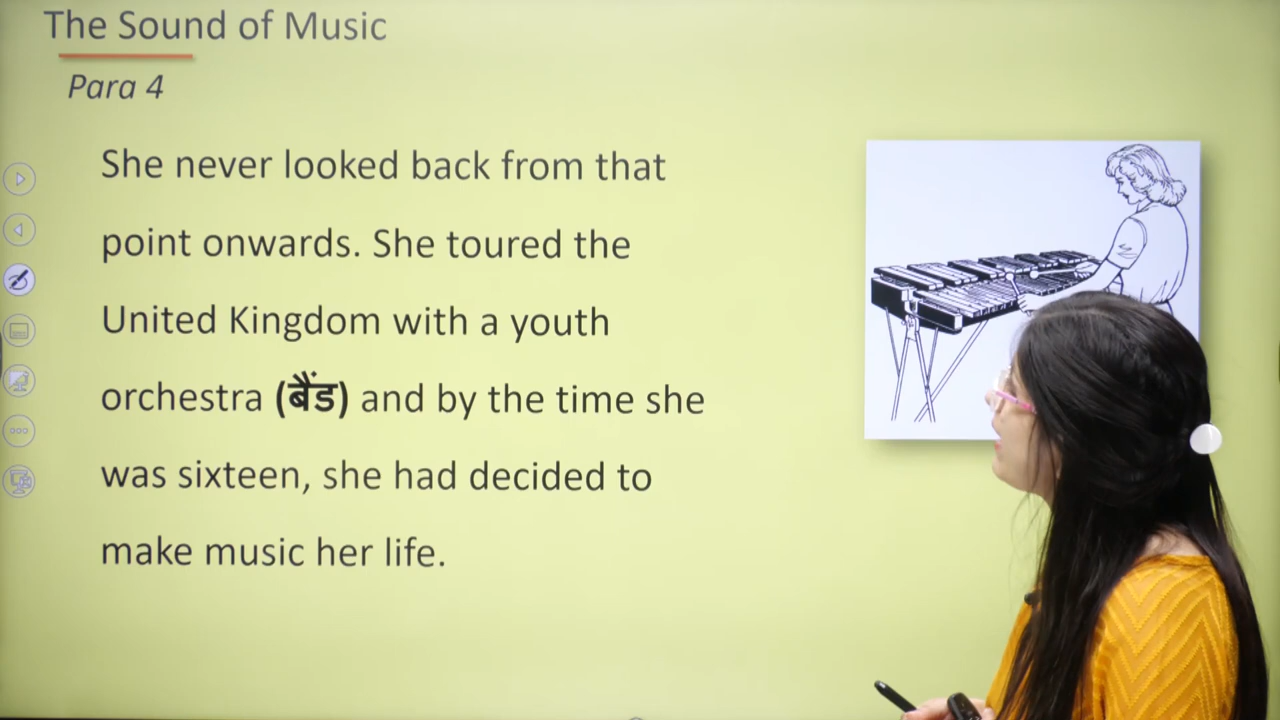 The Sound of Music
Para 4
She never looked back from that
point onwards. She toured the
United Kingdom with a youth
orchestra (बैंड) and by the time she
was sixteen, she had decided to
make music her life.